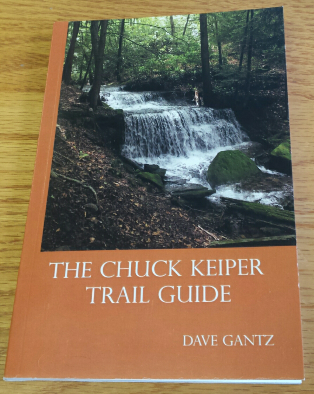 THE CHUCK KEIPER
TRAIL GUIDE
DAVE GANTZ